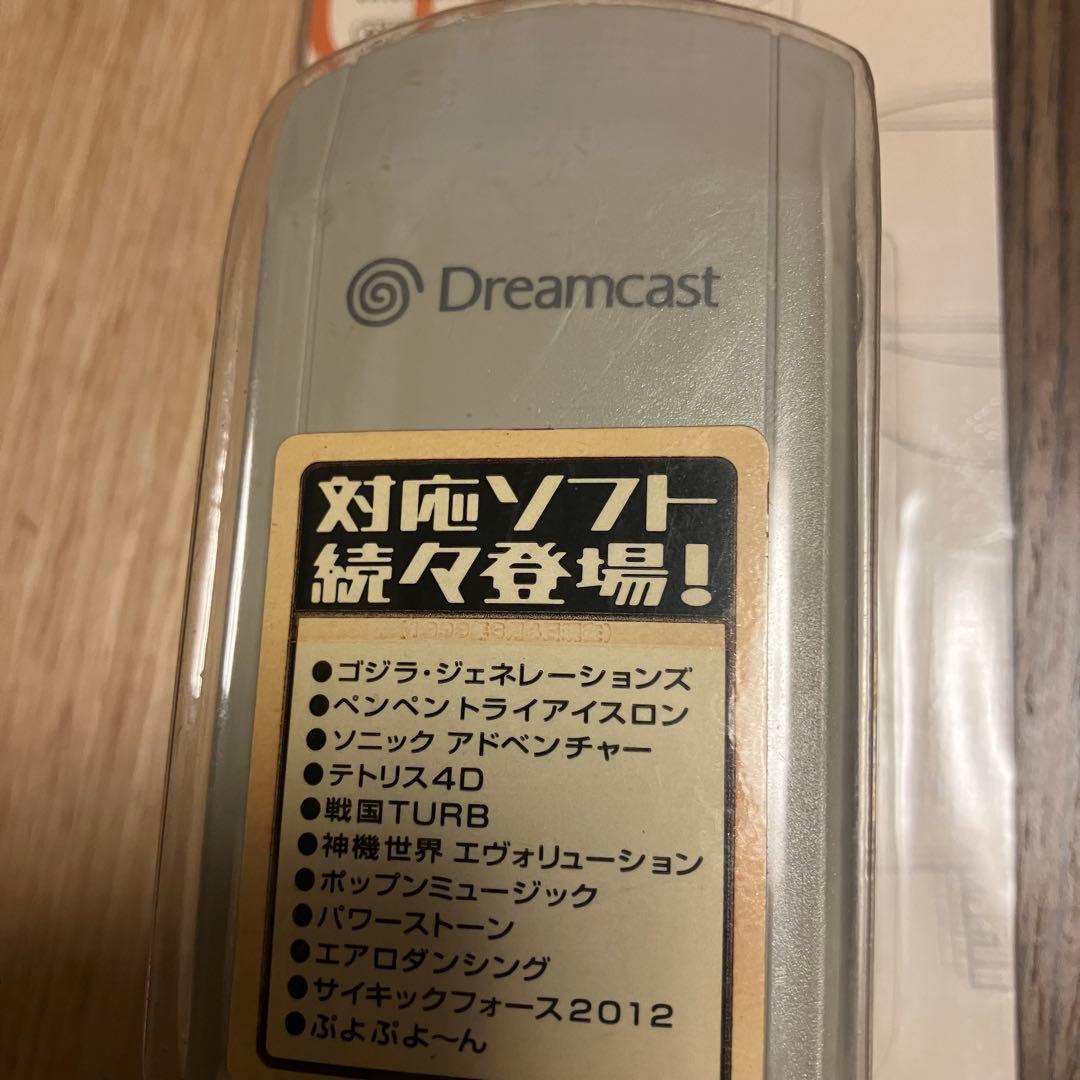 Dreamcast
対応ソフト
続々登場!
●ゴジラ・ジェネレーションズ
●ペンペントライアイスロン
●ソニック アドベンチャー
●テトリス4D
●戦国TURB
●神機世界 エヴォリューション
●ポップンミュージック
●パワーストーン
●エアロダンシング
●サイキックフォース2012
●ぷよぷよ〜ん